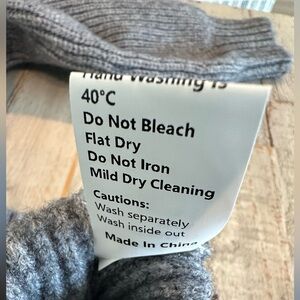 Hand Washing is
40°C
Do Not Bleach
Flat Dry
Do Not Iron
Mild Dry Cleaning
Cautions:
Wash separately
Wash inside out
Made In China